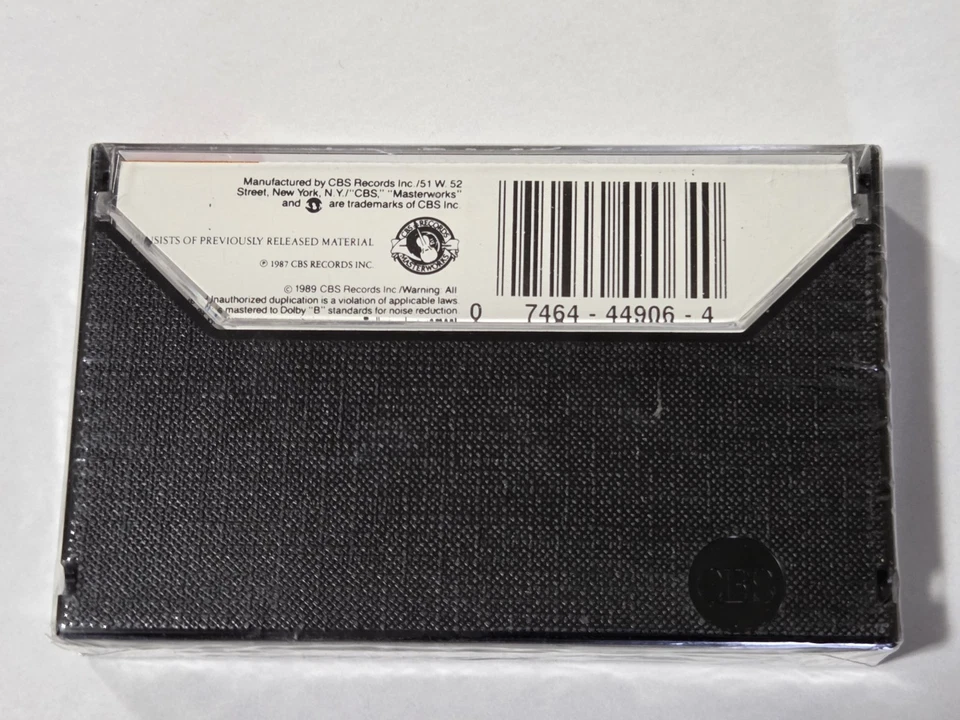 Manufactured by CBS Records Inc./51 W. 52
Street, New York, N.Y./"CBS," "Masterworks"
and are trademarks of CBS Inc
OF PREVIOUSLY RELEASED MATERIAL
℗ 1987 CBS RECORDS INC.
CBS RECORDS
MASTERWORKS
© 1989 CBS Records Inc./Warning: All
unauthorized duplication is a violation of applicable laws.
mastered to Dolby "B" standards for noise reduction.
0 7464 - 44906 - 4
CBS